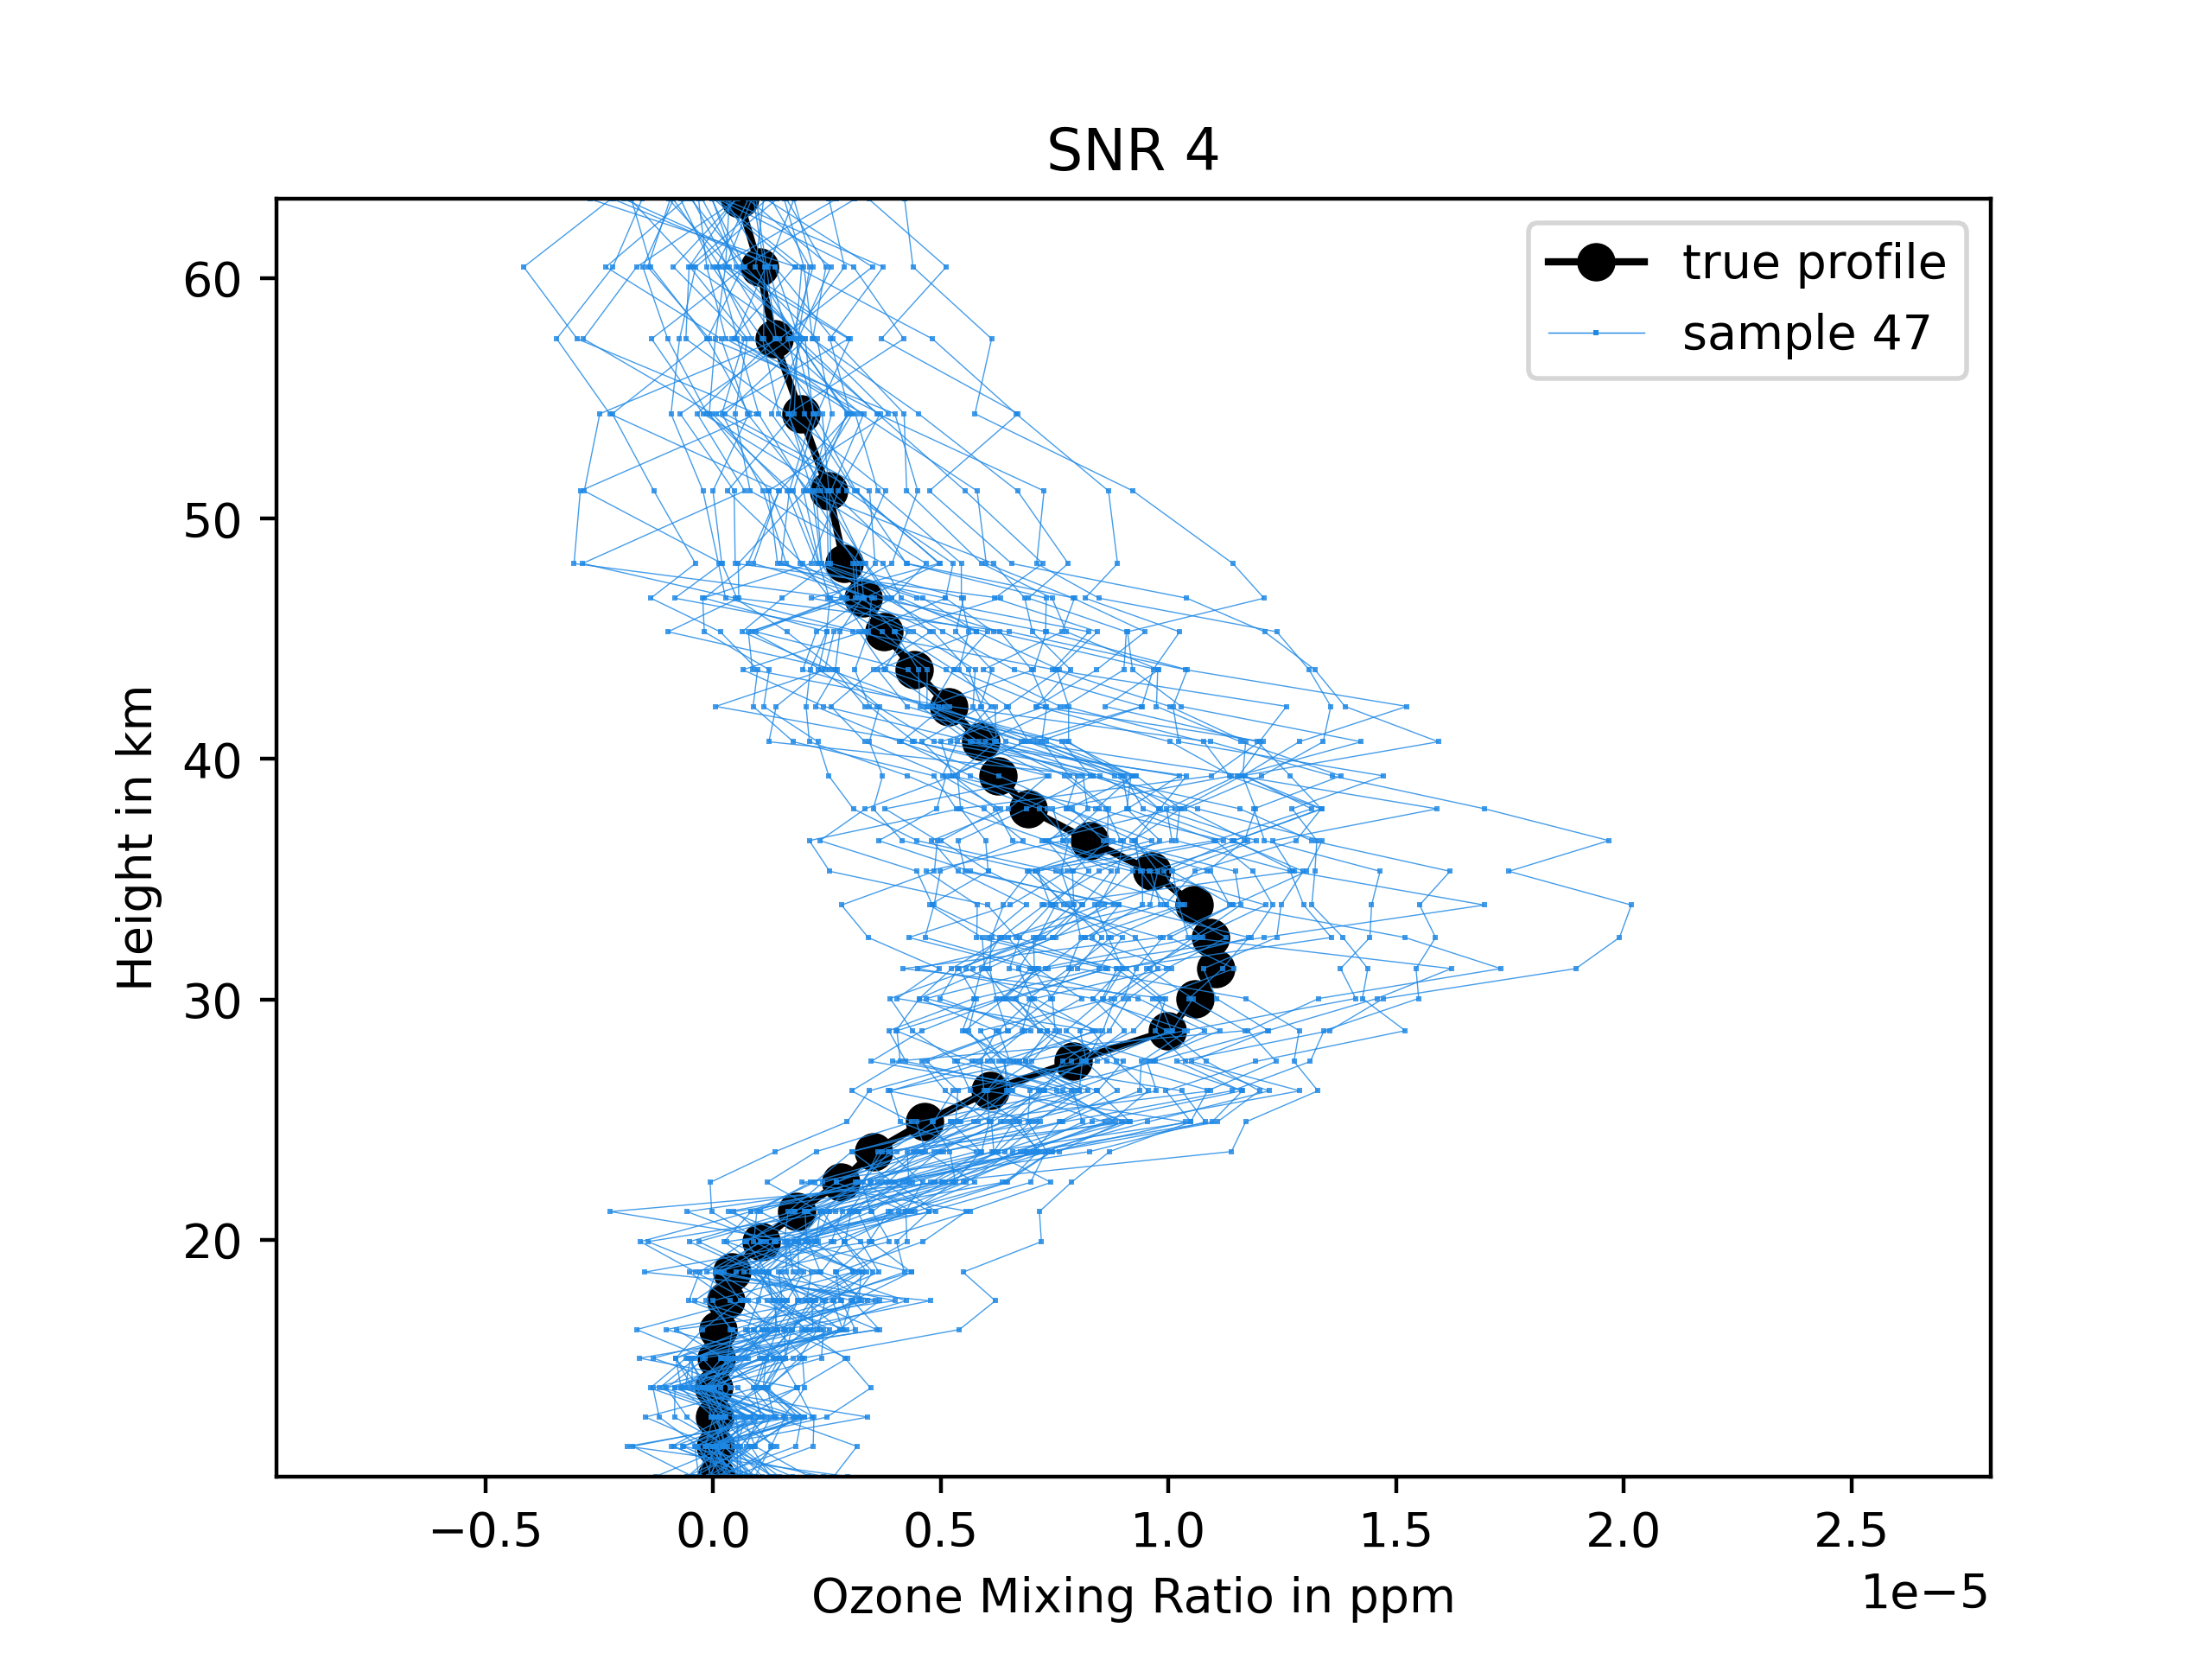 SNR 4
true profile
sample 47
60
50
40
30
20
Height in km
−0.5 0.0 0.5 1.0 1.5 2.0 2.5
1e−5
Ozone Mixing Ratio in ppm